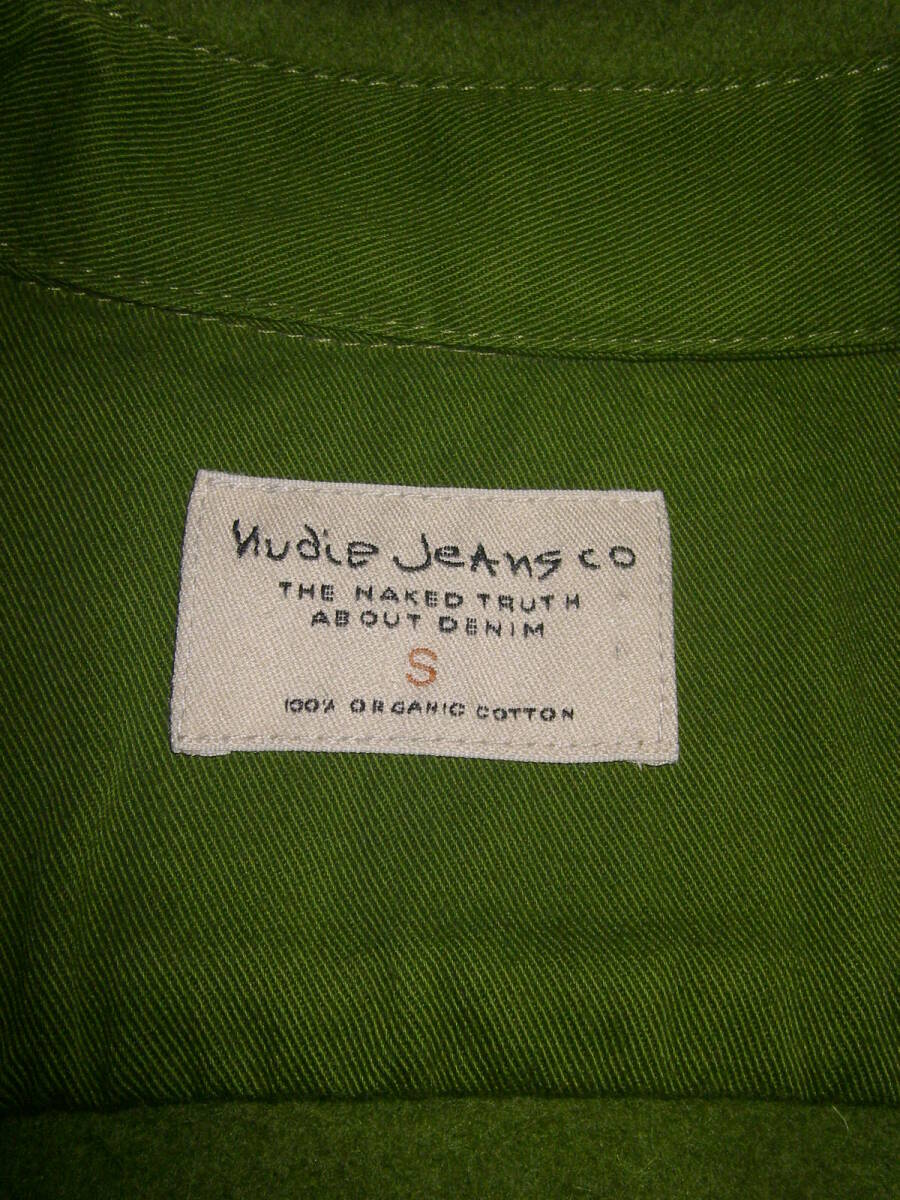 Nudie Jeans co
THE NAKED TRUTH
ABOUT DENIM
S
100% ORGANIC COTTON